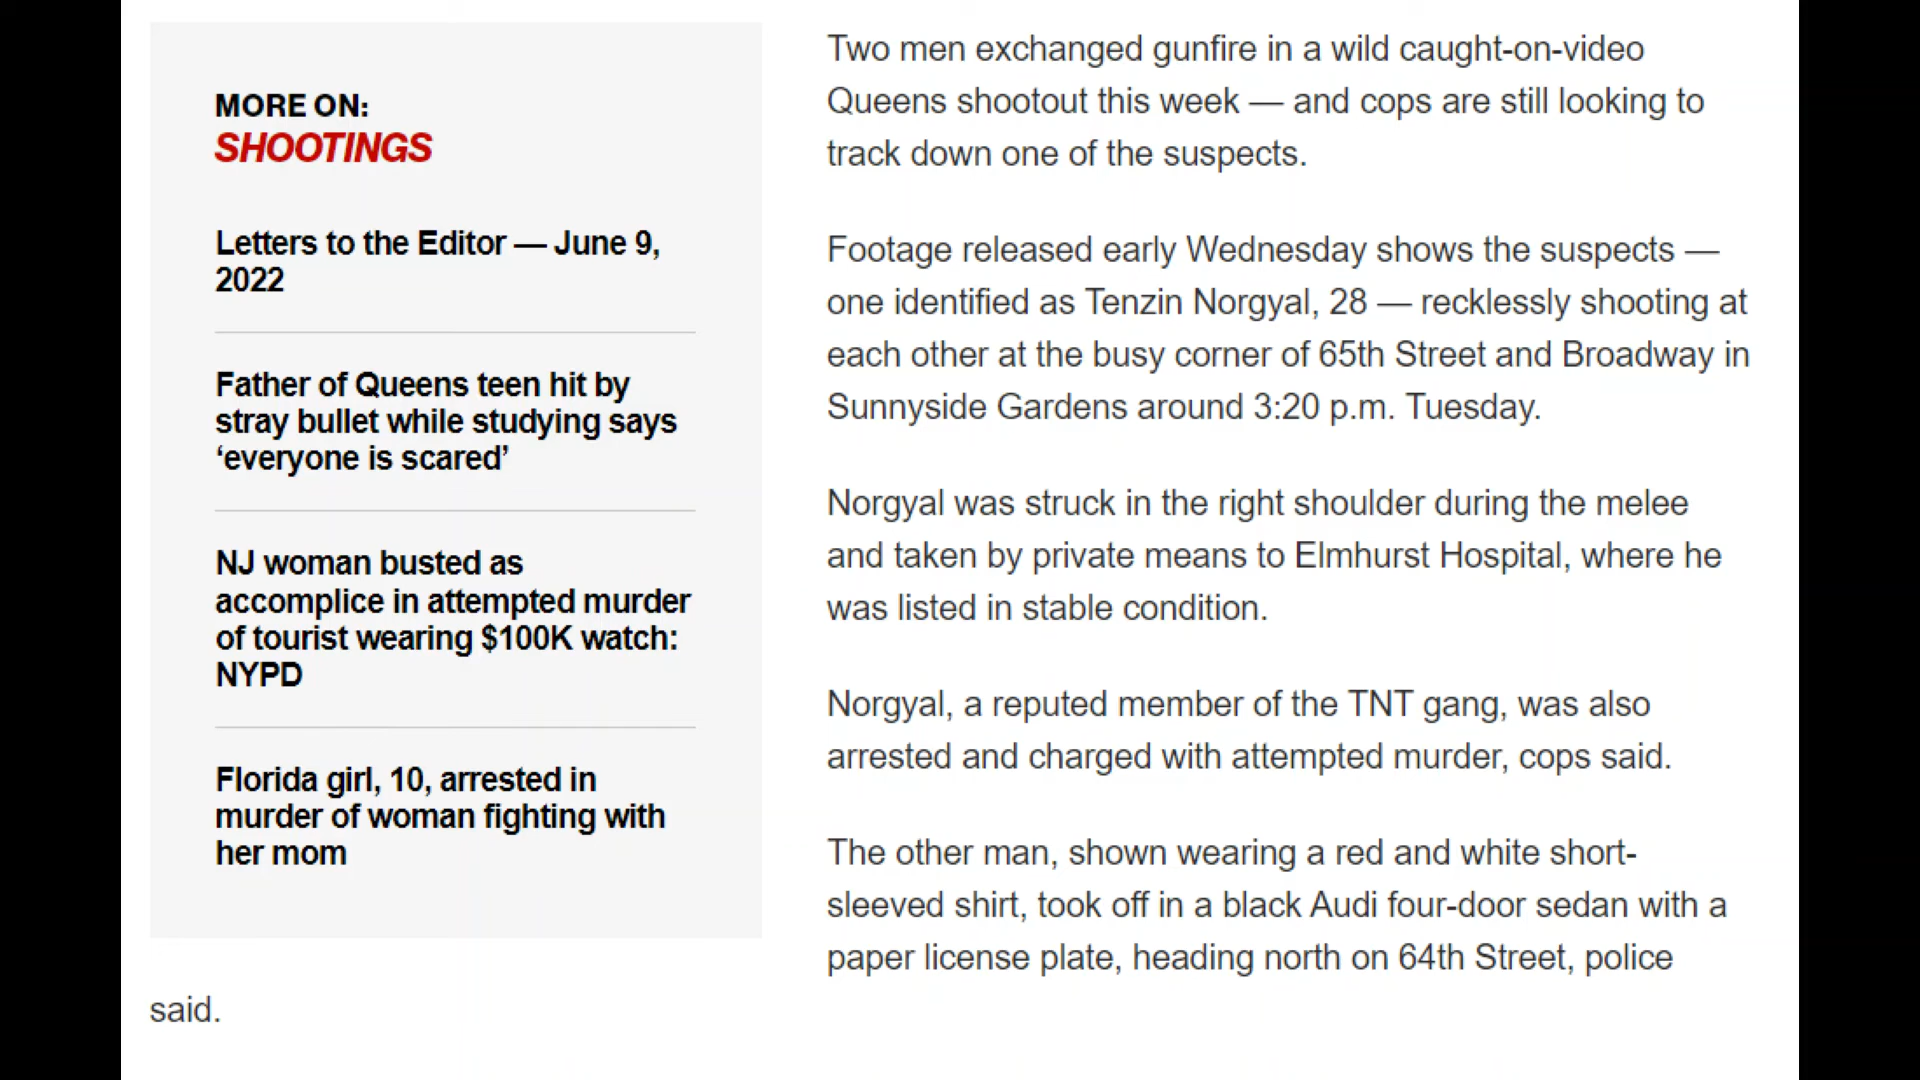 MORE ON:
SHOOTINGS
Letters to the Editor — June 9,
2022
Father of Queens teen hit by
stray bullet while studying says
‘everyone is scared’
NJ woman busted as
accomplice in attempted murder
of tourist wearing $100K watch:
NYPD
Florida girl, 10, arrested in
murder of woman fighting with
her mom
Two men exchanged gunfire in a wild caught-on-video
Queens shootout this week — and cops are still looking to
track down one of the suspects.
Footage released early Wednesday shows the suspects —
one identified as Tenzin Norgyal, 28 — recklessly shooting at
each other at the busy corner of 65th Street and Broadway in
Sunnyside Gardens around 3:20 p.m. Tuesday.
Norgyal was struck in the right shoulder during the melee
and taken by private means to Elmhurst Hospital, where he
was listed in stable condition.
Norgyal, a reputed member of the TNT gang, was also
arrested and charged with attempted murder, cops said.
The other man, shown wearing a red and white short-
sleeved shirt, took off in a black Audi four-door sedan with a
paper license plate, heading north on 64th Street, police
said.